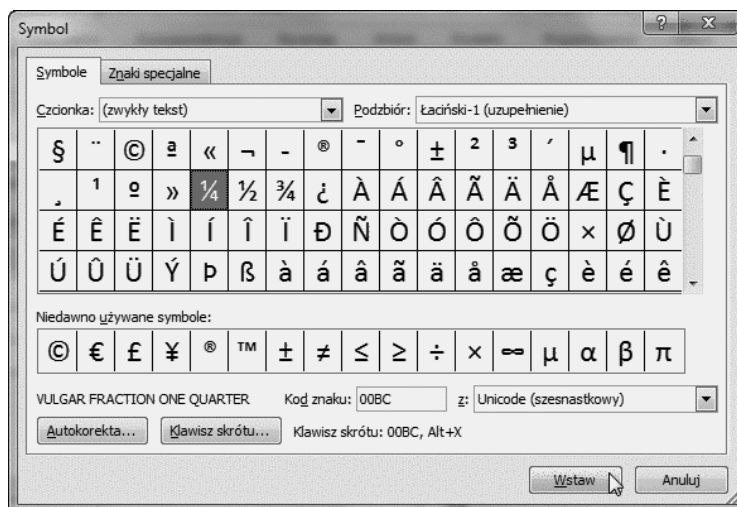 Symbol
Symbole Znaki specjalne
Czcionka: (zwykły tekst) Podzbiór: Łaciński-1 (uzupełnienie)
§ ¨ © ª « ¬ - ® ¯ ° ± ² ³ ´ µ ¶ ·
¸ ¹ º » ¼ ½ ¾ ¿ À Á Â Ã Ä Å Æ Ç È
É Ê Ë Ì Í Î Ï Ð Ñ Ò Ó Ô Õ Ö × Ø Ù
Ú Û Ü Ý Þ ß à á â ã ä å æ ç è é ê
Niedawno używane symbole:
© € £ ¥ ® ™ ± ≠ ≤ ≥ ÷ × ∞ µ α β π
VULGAR FRACTION ONE QUARTER Kod znaku: 00BC z: Unicode (szesnastkowy)
Autokorekta... Klawisz skrótu... Klawisz skrótu: 00BC, Alt+X
Wstaw Anuluj